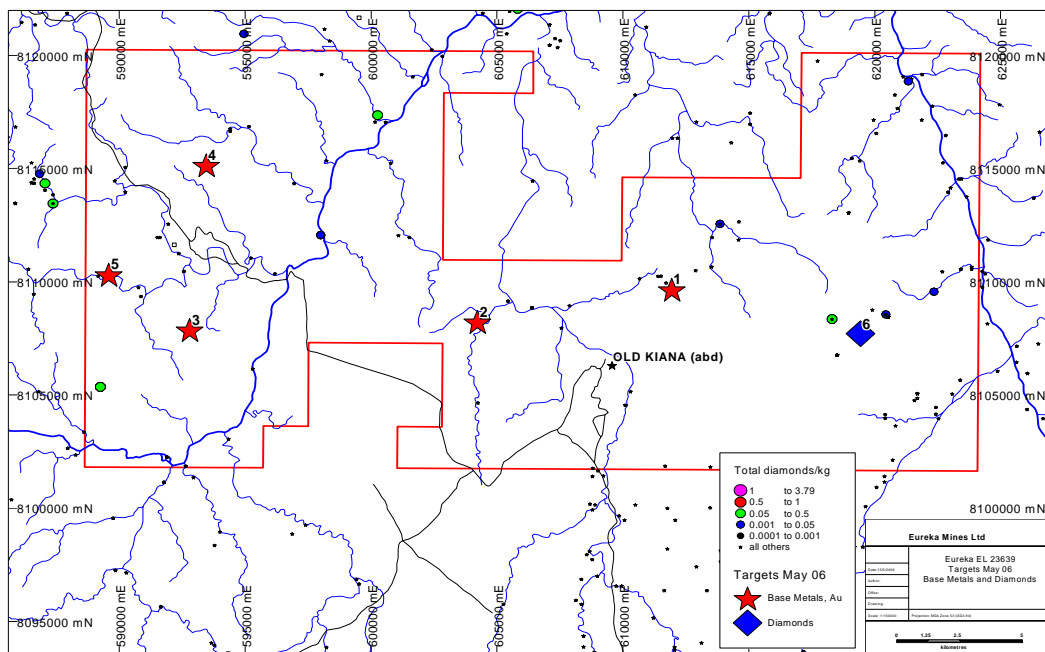 590000 mE
595000 mE
600000 mE
605000 mE
610000 mE
615000 mE
620000 mE
625000 mE
8120000 mN
8120000 mN
4
8115000 mN
8115000 mN
5
8110000 mN
1
8110000 mN
3
2
6
OLD KIANA (abd)
8105000 mN
8105000 mN
8100000 mN
8100000 mN
8095000 mN
590000 mE
595000 mE
600000 mE
605000 mE
610000 mE
Total diamonds/kg
1 to 3.79
0.5 to 1
0.05 to 0.5
0.001 to 0.05
0.0001 to 0.001
all others
Targets May 06
Base Metals, Au
Diamonds
Eureka Mines Ltd
Eureka EL 23639
Targets May 06
Base Metals and Diamonds
Author:
Office:
Drawing:
0 1.25 2.5 5
kilometres